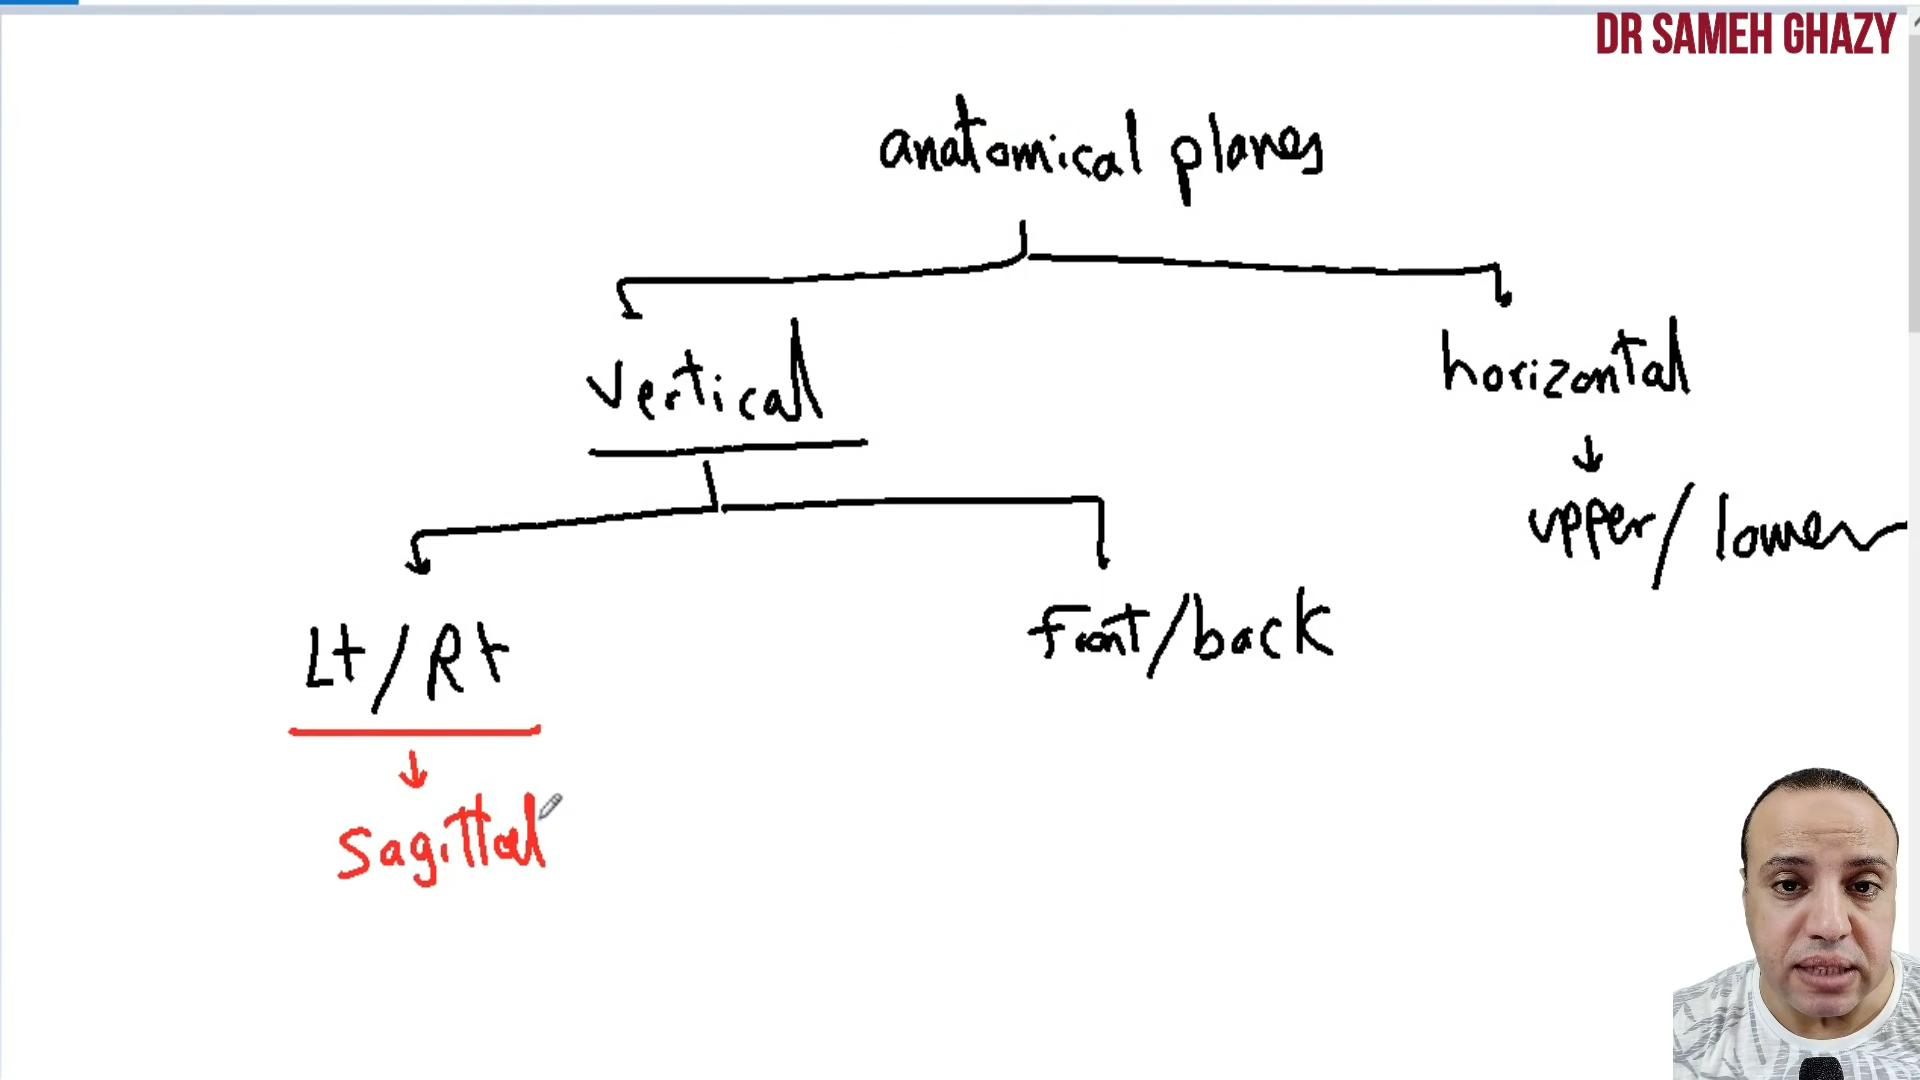 DR SAMEH GHAZY
anatomical planes
vertical
horizontal
upper/lower
Lt/Rt
front/back
sagittal